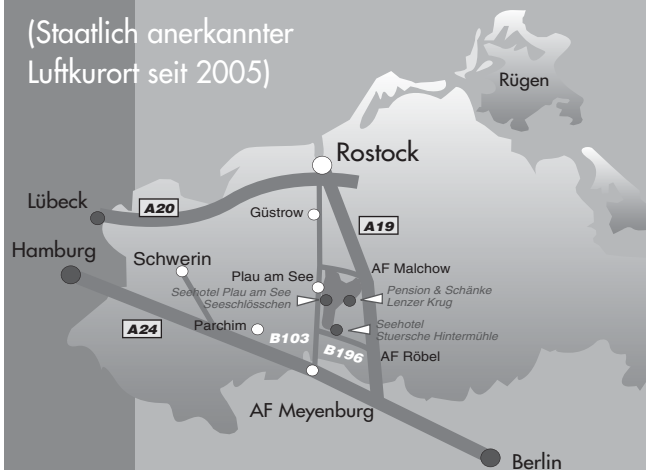 (Staatlich anerkannter
Luftkurort seit 2005)
Rügen
Rostock
Lübeck
A20
Güstrow
A19
Hamburg
Schwerin
Plau am See
AF Malchow
Seehotel Plau am See
Seeschlösschen
Pension & Schänke
Lenzer Krug
A24
Parchim
B103
Seehotel
Stuersche Hintermühle
B196
AF Röbel
AF Meyenburg
Berlin